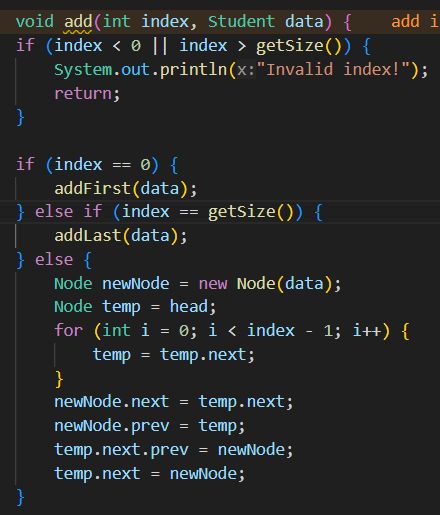 void add(int index, Student data) {    add i
if (index < 0 || index > getSize()) {
    System.out.println(x:"Invalid index!");
    return;
}

if (index == 0) {
    addFirst(data);
} else if (index == getSize()) {
    addLast(data);
} else {
    Node newNode = new Node(data);
    Node temp = head;
    for (int i = 0; i < index - 1; i++) {
        temp = temp.next;
    }
    newNode.next = temp.next;
    newNode.prev = temp;
    temp.next.prev = newNode;
    temp.next = newNode;
}